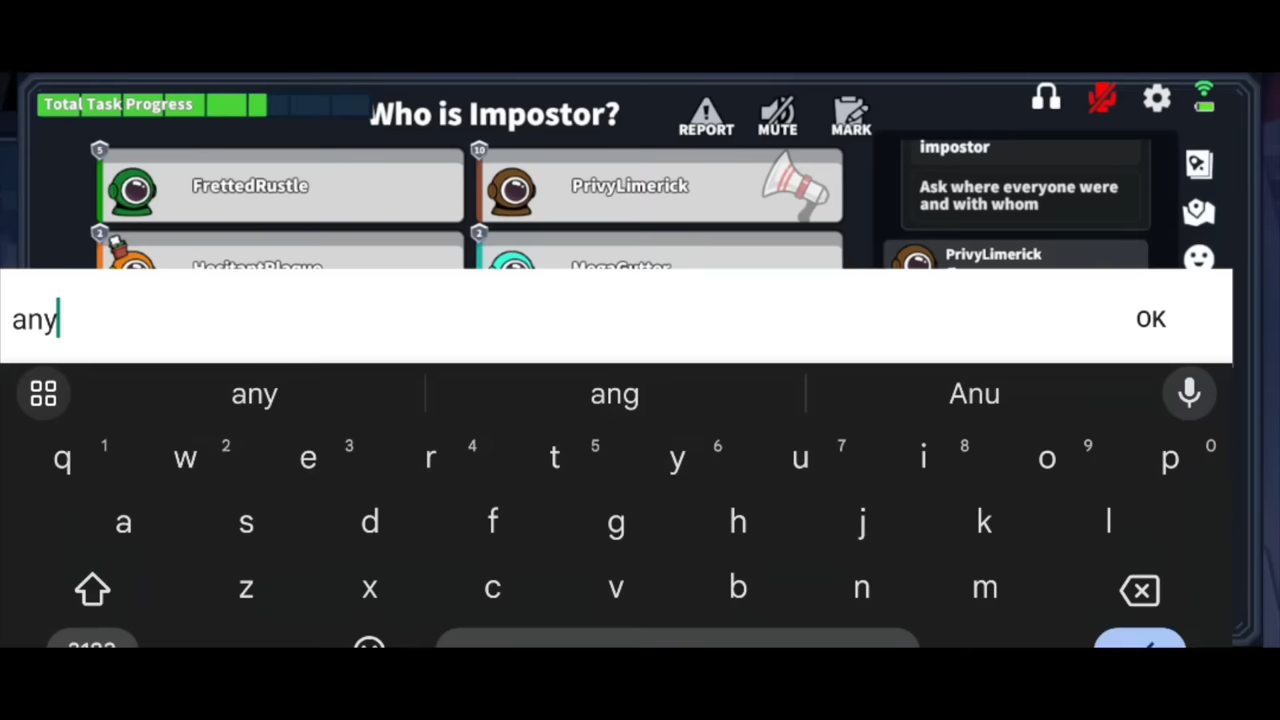 Total Task Progress
Who is Impostor?
REPORT
MUTE
MARK
impostor
Ask where everyone were
and with whom
5
FrettedRustle
10
PrivyLimerick
2
HesitantPlague
2
MegaGutter
PrivyLimerick
any
OK
any
ang
Anu
q 1 w 2 e 3 r 4 t 5 y 6 u 7 i 8 o 9 p 0
a s d f g h j k l
z x c v b n m